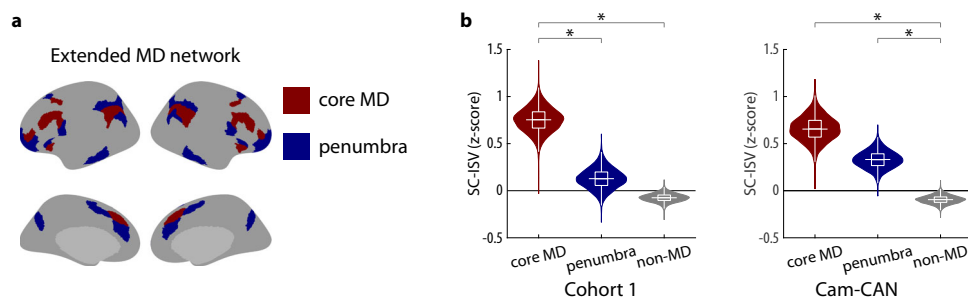 a
Extended MD network
core MD
penumbra
b
*
*
SC-ISV (z-score)
1.5
1
0.5
0
-0.5
core MD
penumbra
non-MD
Cohort 1
*
*
SC-ISV (z-score)
1.5
1
0.5
0
-0.5
core MD
penumbra
non-MD
Cam-CAN